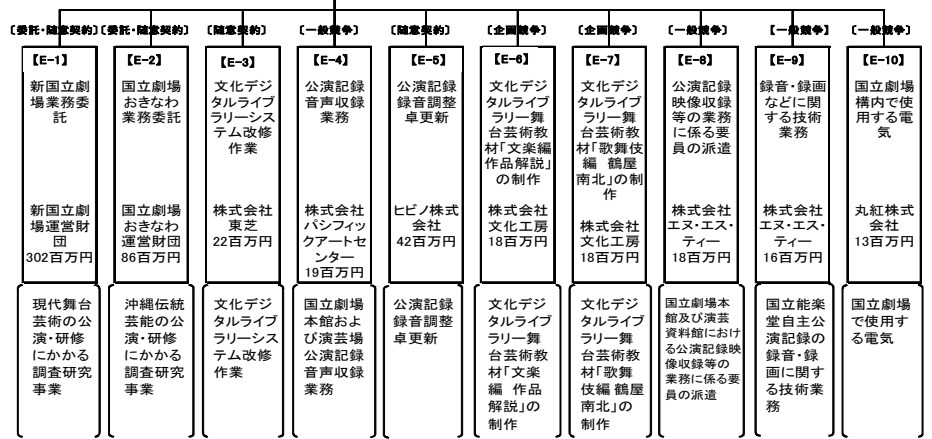 〔委託・随意契約〕〔委託・随意契約〕 〔随意契約〕 〔一般競争〕 〔随意契約〕 〔企画競争〕 〔企画競争〕 〔一般競争〕 〔一般競争〕 〔一般競争〕
【E-1】
新国立劇
場業務委
託
新国立劇
場運営財
団
302百万円
現代舞台
芸術の公
演・研修
にかかる
調査研究
事業
【E-2】
国立劇場
おきなわ
業務委託
国立劇場
おきなわ
運営財団
86百万円
沖縄伝統
芸能の公
演・研修
にかかる
調査研究
事業
【E-3】
文化デジ
タルライブ
ラリーシス
テム改修
作業
株式会社
東芝
22百万円
文化デジ
タルライブ
ラリーシス
テム改修
作業
【E-4】
公演記録
音声収録
業務
株式会社
パシフィッ
クアートセ
ンター
19百万円
国立劇場
本館およ
び演芸場
公演記録
音声収録
業務
【E-5】
公演記録
録音調整
卓更新
ヒビノ株式
会社
42百万円
公演記録
録音調整
卓更新
【E-6】
文化デジ
タルライブ
ラリー舞
台芸術教
材「文楽編
作品解説」
の制作
株式会社
文化工房
18百万円
文化デジ
タルライブ
ラリー舞
台芸術教
材「文楽
編 作品
解説」の
制作
【E-7】
文化デジ
タルライブ
ラリー舞
台芸術教
材「歌舞伎
編 鶴屋
南北」の制
作
株式会社
文化工房
18百万円
文化デジ
タルライブ
ラリー舞
台芸術教
材「歌舞
伎編 鶴屋
南北」の
制作
【E-8】
公演記録
映像収録
等の業務
に係る要
員の派遣
株式会社
エヌ・エス・
ティー
18百万円
国立劇場本
館及び演芸
資料館におけ
る公演記録映
像収録等の
業務に係る要
員の派遣
【E-9】
録音・録画
などに関
する技術
業務
株式会社
エヌ・エス・
ティー
16百万円
国立能楽
堂自主公
演記録の
録音・録
画に関す
る技術業
務
【E-10】
国立劇場
構内で使
用する電
気
丸紅株式
会社
13百万円
国立劇場
で使用す
る電気